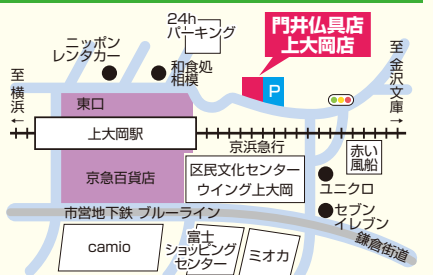 24h
パーキング
門井仏具店
上大岡店
ニッポン
レンタカー
和食処
相模
至横浜←
至金沢文庫→
P
東口
上大岡駅
京浜急行
赤い
風船
京急百貨店
区民文化センター
ウイング上大岡
ユニクロ
市営地下鉄 ブルーライン
セブン
イレブン
鎌倉街道
camio
富士
ショッピング
センター
ミオカ